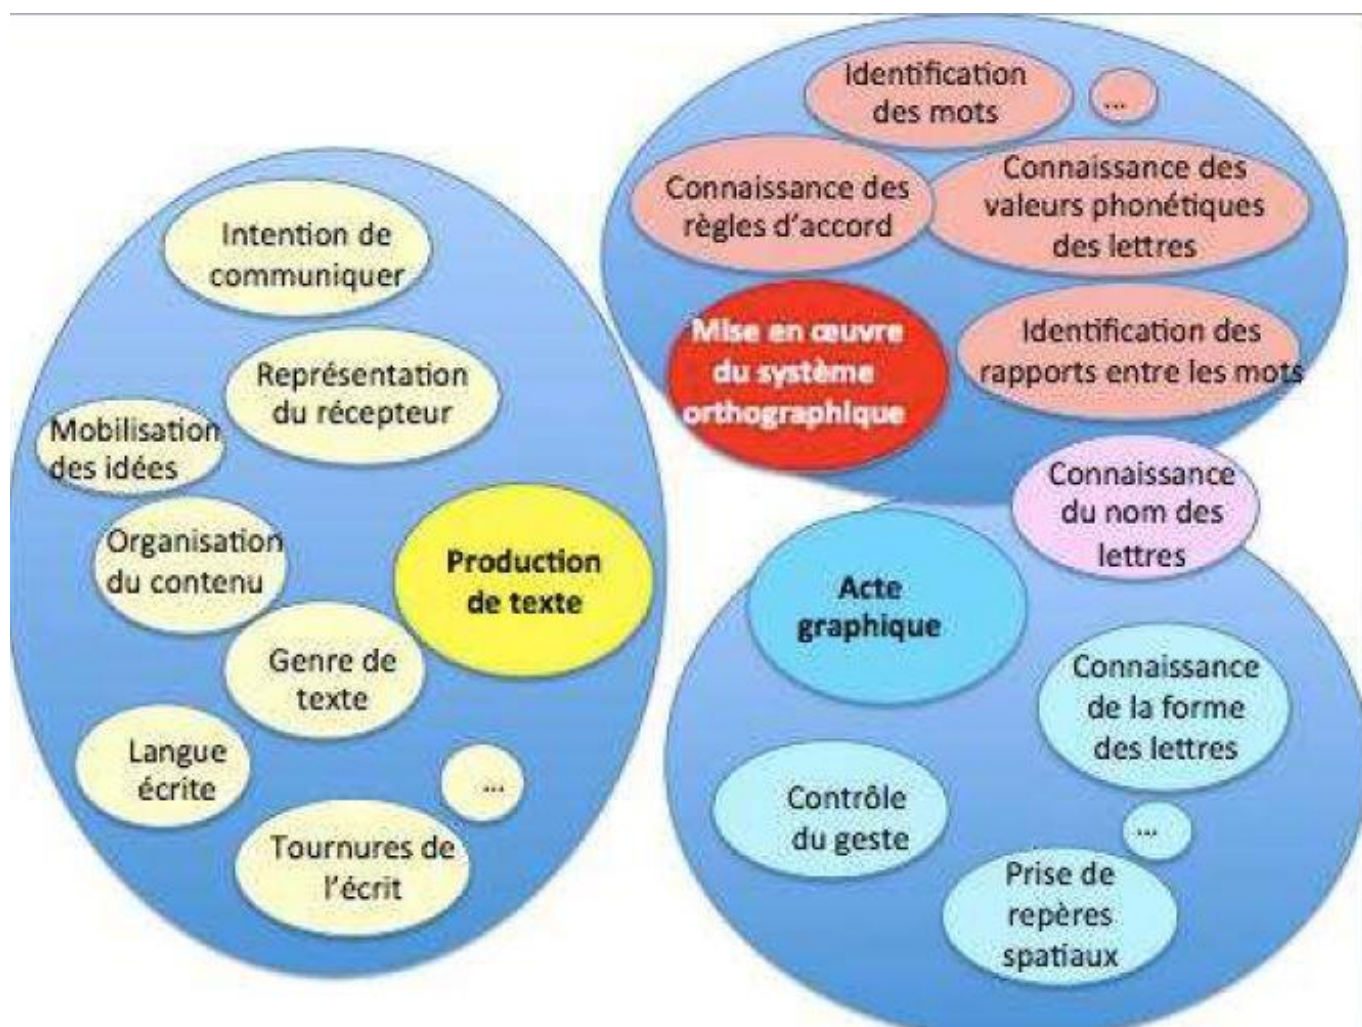 Intention de
communiquer
Représentation
du récepteur
Mobilisation
des idées
Organisation
du contenu
Production
de texte
Genre de
texte
Langue
écrite
...
Tournures de
l'écrit
Identification
des mots
...
Connaissance des
règles d'accord
Connaissance des
valeurs phonétiques
des lettres
Mise en œuvre
du système
orthographique
Identification des
rapports entre les mots
Connaissance
du nom des
lettres
Acte
graphique
Connaissance
de la forme
des lettres
Contrôle
du geste
...
Prise de
repères
spatiaux